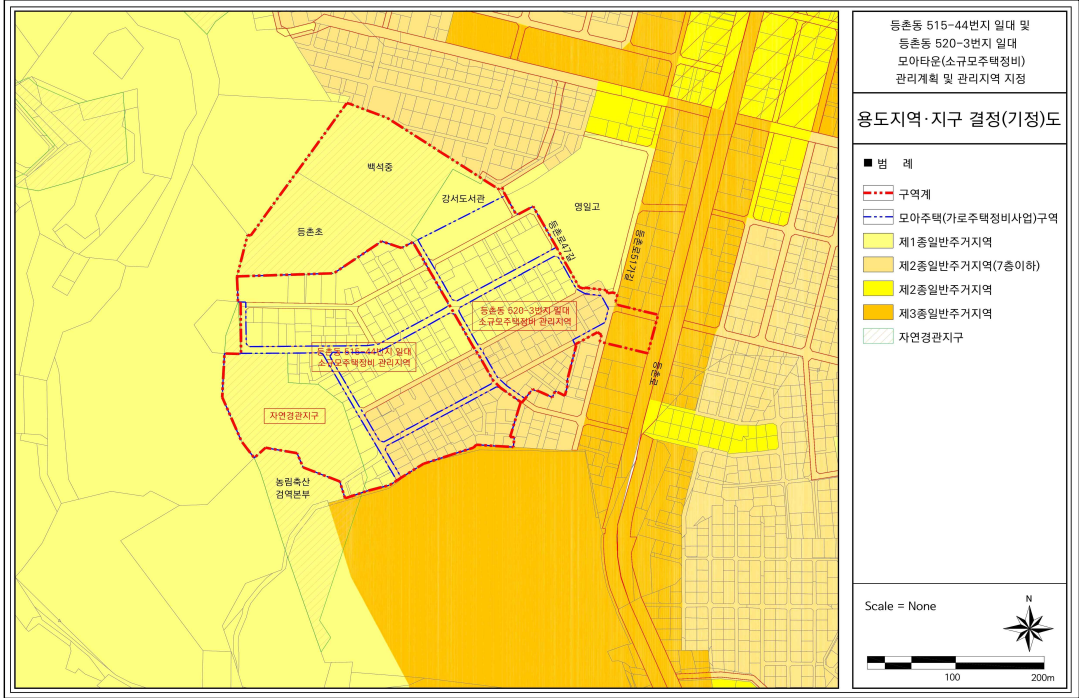 등촌동 515-44번지 일대 및
등촌동 520-3번지 일대
모아타운(소규모주택정비)
관리계획 및 관리지역 지정
용도지역·지구 결정(기정)도
■ 범 례
구역계
모아주택(가로주택정비사업)구역
제1종일반주거지역
제2종일반주거지역(7층이하)
제2종일반주거지역
제3종일반주거지역
자연경관지구
백석중
강서도서관
명일고
등촌초
등촌로47길
등촌로51가길
등촌동 520-3번지 일대
소규모주택정비 관리지역
등촌동 515-44번지 일대
소규모주택정비 관리지역
등촌로
자연경관지구
농림축산
검역본부
Scale = None
N
100
200m